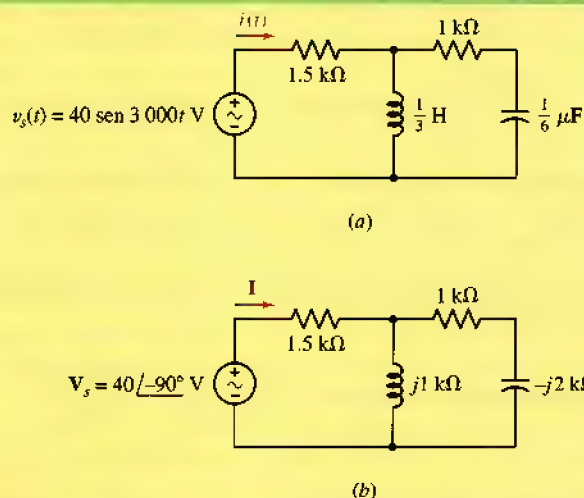 i(t)
1 kΩ
1.5 kΩ
v_s(t) = 40 sen 3 000t V
1/3 H
1/6 μF
(a)
I
1 kΩ
1.5 kΩ
V_s = 40/–90° V
j1 kΩ
–j2 kΩ
(b)